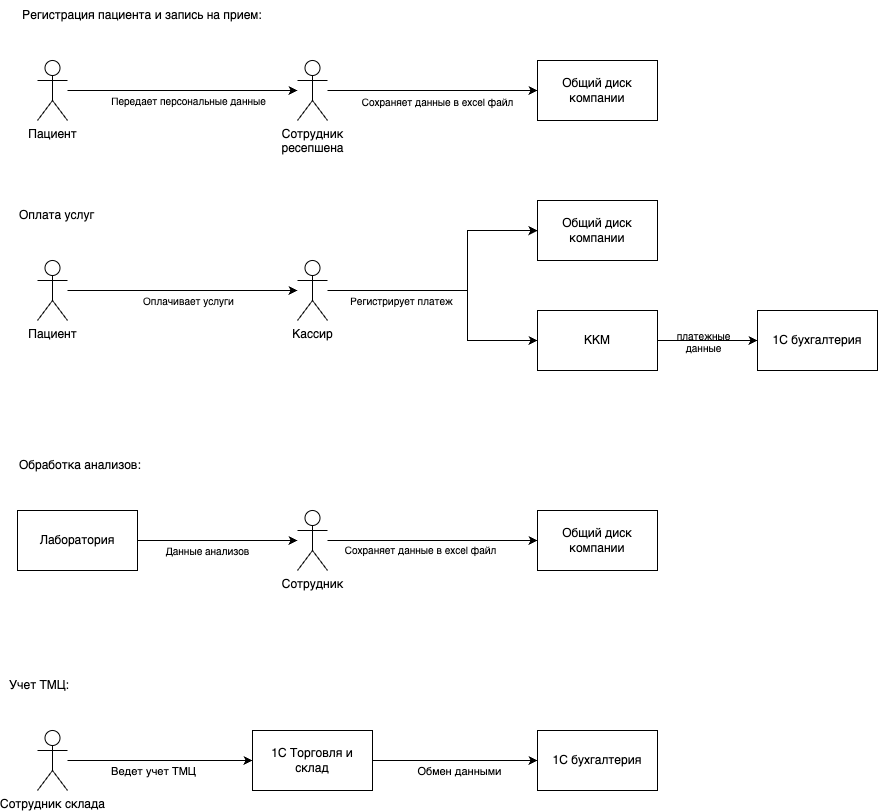 Регистрация пациента и запись на прием:
Передает персональные данные
Сохраняет данные в excel файл
Общий диск
компании
Пациент
Сотрудник
ресепшена
Оплата услуг
Общий диск
компании
Оплачивает услуги
Регистрирует платеж
Пациент
Кассир
ККМ
платежные
данные
1С бухгалтерия
Обработка анализов:
Лаборатория
Данные анализов
Сохраняет данные в excel файл
Общий диск
компании
Сотрудник
Учет ТМЦ:
Ведет учет ТМЦ
1С Торговля и
склад
Обмен данными
1С бухгалтерия
Сотрудник склада